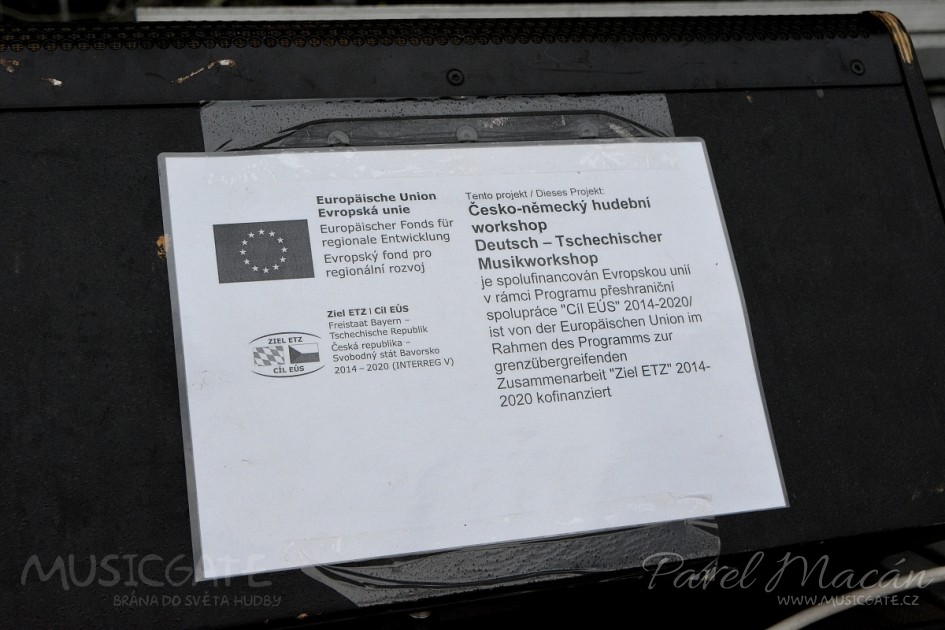 Europäische Union
Evropská unie
Europäischer Fonds für
regionale Entwicklung
Evropský fond pro
regionální rozvoj
ZIEL ETZ
CÍL EÚS
Ziel ETZ | Cíl EÚS
Freistaat Bayern –
Tschechische Republik
Česká republika –
Svobodný stát Bavorsko
2014 – 2020 (INTERREG V)
Tento projekt / Dieses Projekt:
Česko-německý hudební
workshop
Deutsch – Tschechischer
Musikworkshop
je spolufinancován Evropskou unií
v rámci Programu přeshraniční
spolupráce "Cíl EÚS" 2014-2020/
ist von der Europäischen Union im
Rahmen des Programms zur
grenzübergreifenden
Zusammenarbeit "Ziel ETZ" 2014-
2020 kofinanziert
MUSICGATE
BRÁNA DO SVĚTA HUDBY
Pavel Macán
WWW.MUSICGATE.CZ